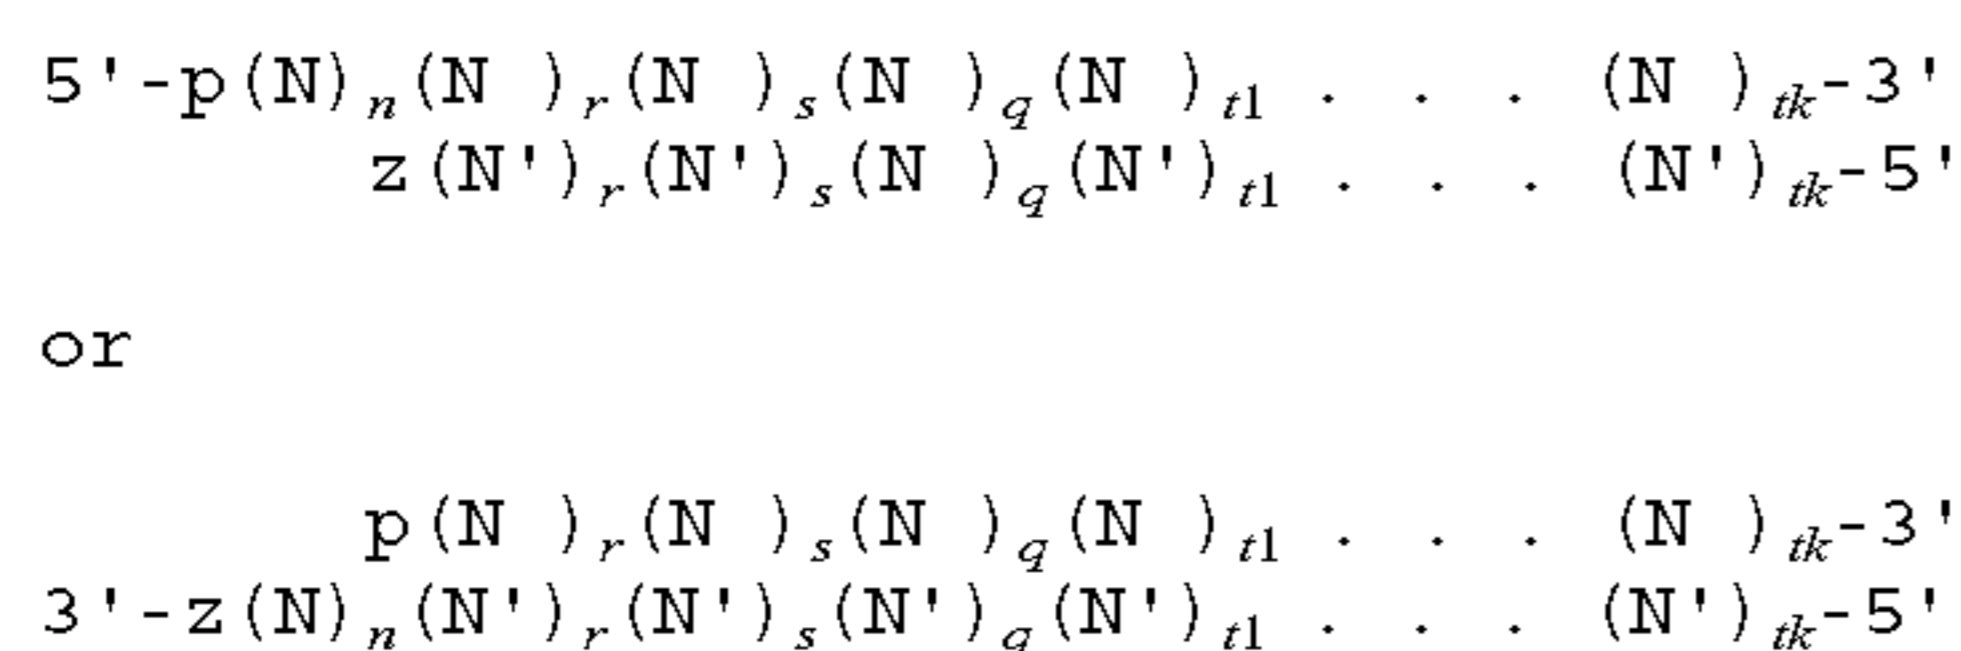 5'-p(N)n(N )r(N )s(N )q(N )t1 . . . (N )tk-3'
z(N')r(N')s(N )q(N')t1 . . . (N')tk-5'
or
p(N )r(N )s(N )q(N )t1 . . . (N )tk-3'
3'-z(N)n(N')r(N')s(N')q(N')t1 . . . (N')tk-5'